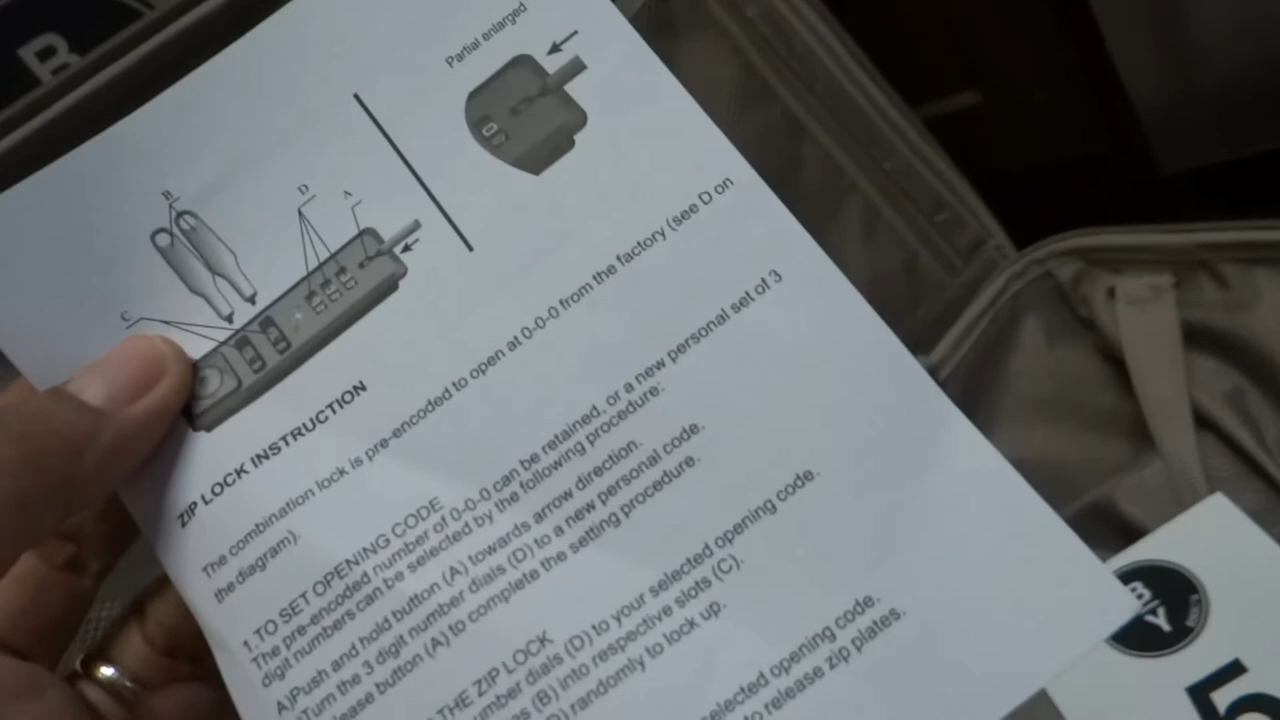 B
Partial enlarged
B
D
A
C
ZIP LOCK INSTRUCTION
The combination lock is pre-encoded to open at 0-0-0 from the factory (see D on
the diagram).
1.TO SET OPENING CODE
The pre-encoded number of 0-0-0 can be retained, or a new personal set of 3
digit numbers can be selected by the following procedure:
A)Push and hold button (A) towards arrow direction.
Turn the 3 digit number dials (D) to a new personal code.
button (A) to complete the setting procedure.
THE ZIP LOCK
dials (D) to your selected opening code.
(B) into respective slots (C).
randomly to lock up.
selected opening code.
to release zip plates.
B/Y
5